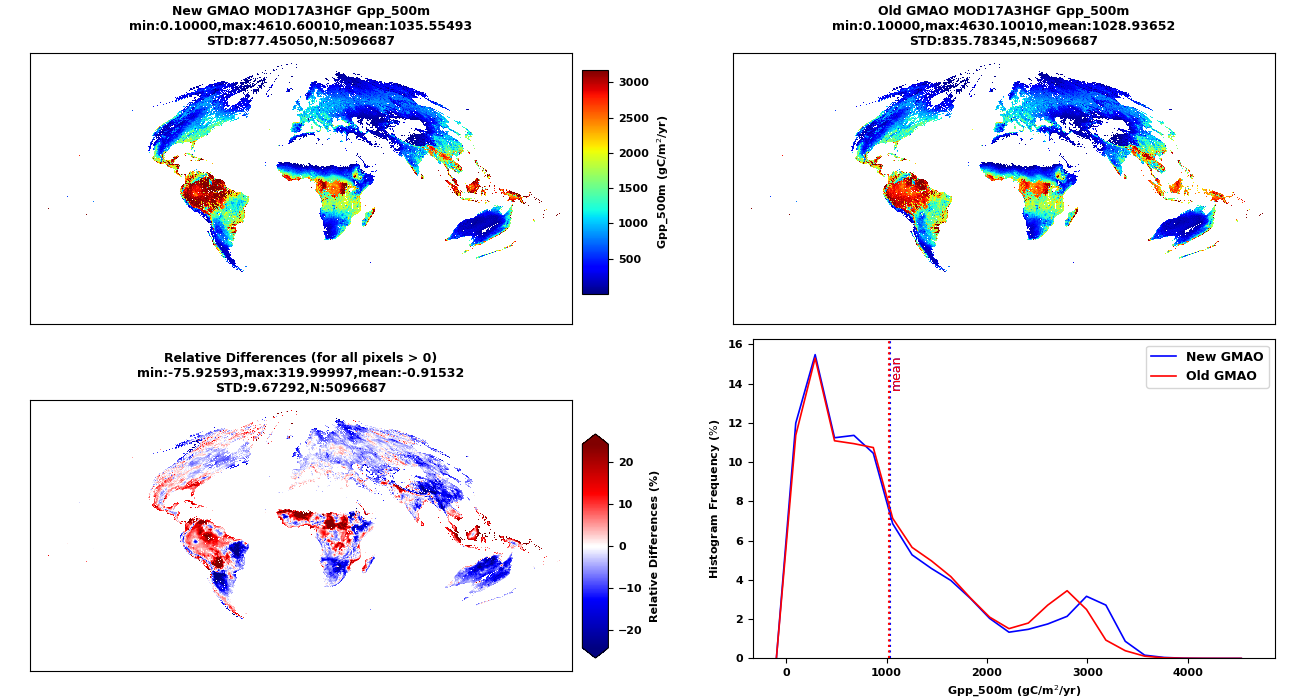 New GMAO MOD17A3HGF Gpp_500m
min:0.10000,max:4610.60010,mean:1035.55493
STD:877.45050,N:5096687
3000
2500
2000
1500
1000
500
Gpp_500m (gC/m²/yr)
Old GMAO MOD17A3HGF Gpp_500m
min:0.10000,max:4630.10010,mean:1028.93652
STD:835.78345,N:5096687
Relative Differences (for all pixels > 0)
min:-75.92593,max:319.99997,mean:-0.91532
STD:9.67292,N:5096687
20
10
0
−10
−20
Relative Differences (%)
16
14
12
10
8
6
4
2
0
Histogram Frequency (%)
mean
New GMAO
Old GMAO
0 1000 2000 3000 4000
Gpp_500m (gC/m²/yr)